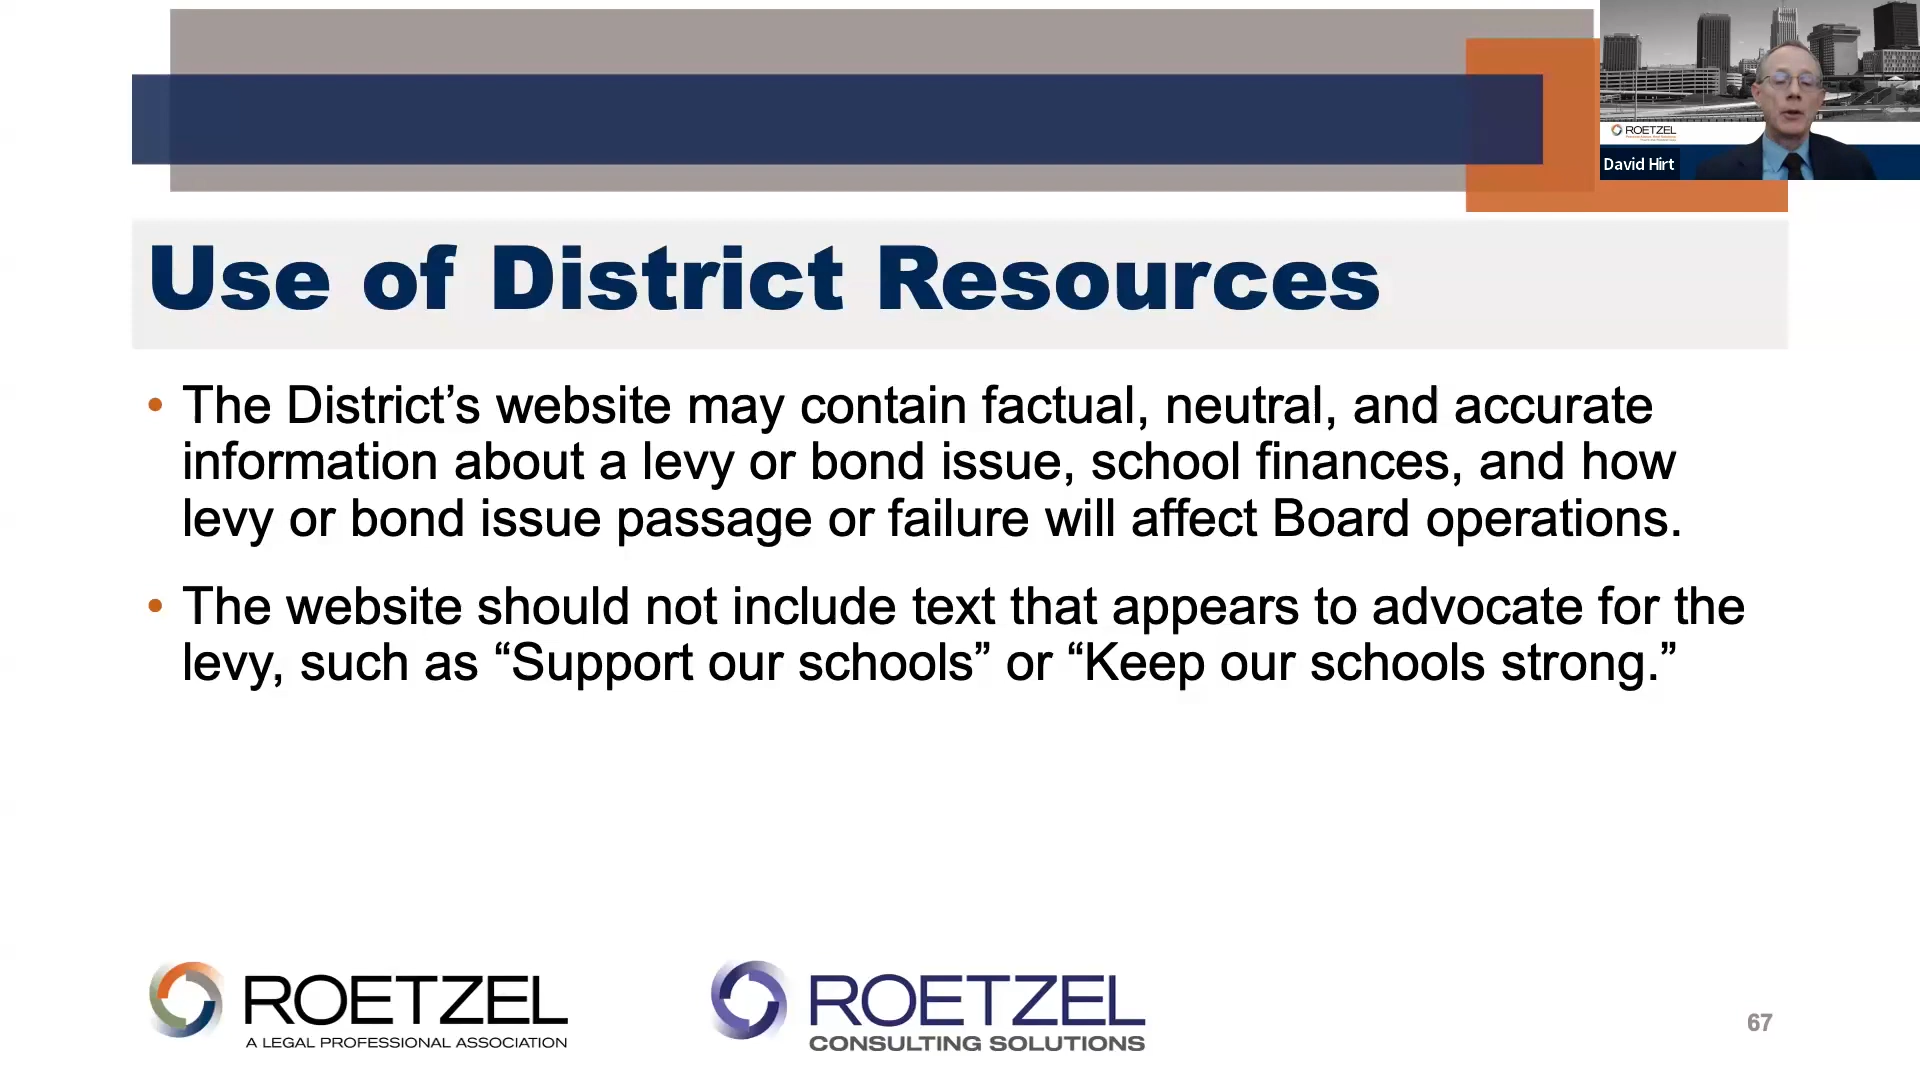 ROETZEL
David Hirt
Use of District Resources
• The District’s website may contain factual, neutral, and accurate
information about a levy or bond issue, school finances, and how
levy or bond issue passage or failure will affect Board operations.
• The website should not include text that appears to advocate for the
levy, such as “Support our schools” or “Keep our schools strong.”
ROETZEL
A LEGAL PROFESSIONAL ASSOCIATION
ROETZEL
CONSULTING SOLUTIONS
67